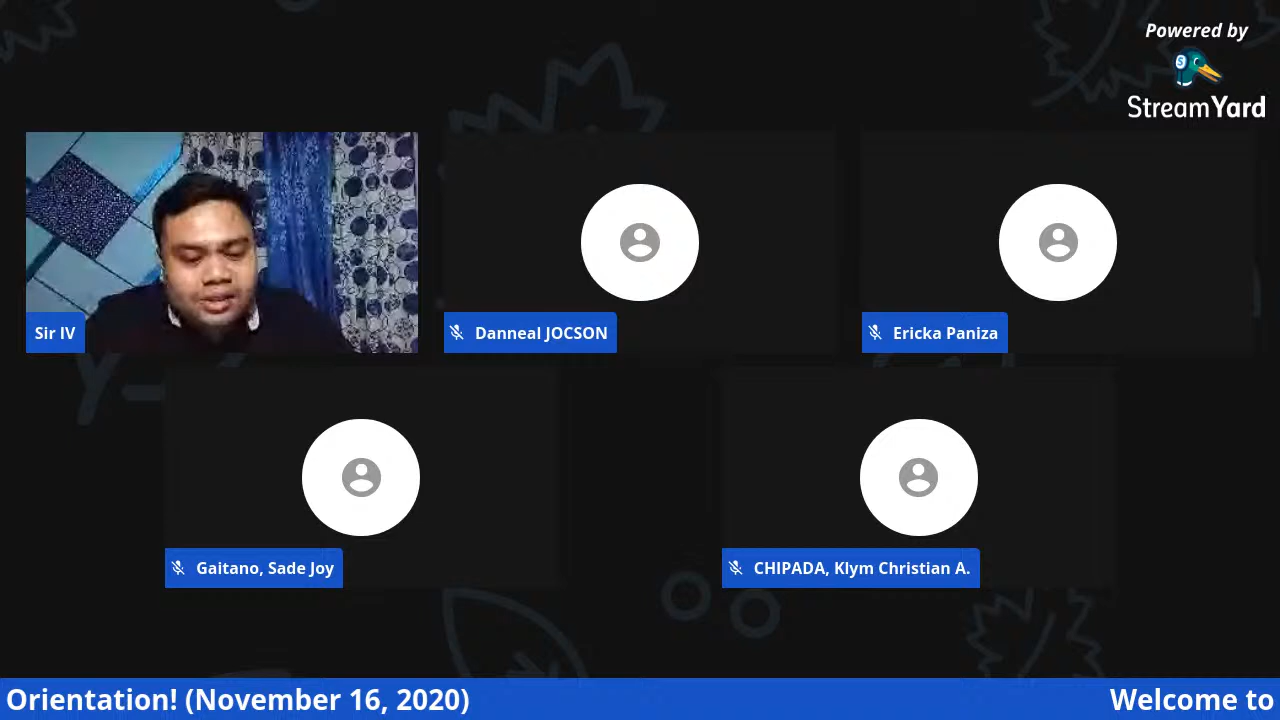 Powered by
StreamYard
Sir IV
Danneal JOCSON
Ericka Paniza
Gaitano, Sade Joy
CHIPADA, Klym Christian A.
Orientation! (November 16, 2020)
Welcome to